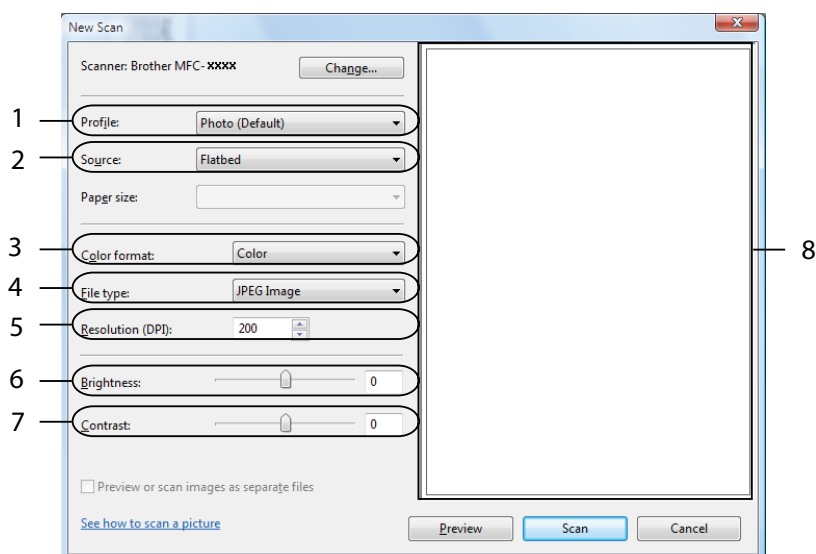 New Scan
Scanner: Brother MFC-xxxx Change...
1 Profile: Photo (Default)
2 Source: Flatbed
Paper size:
3 Color format: Color 8
4 File type: JPEG Image
5 Resolution (DPI): 200
6 Brightness: 0
7 Contrast: 0
Preview or scan images as separate files
See how to scan a picture Preview Scan Cancel